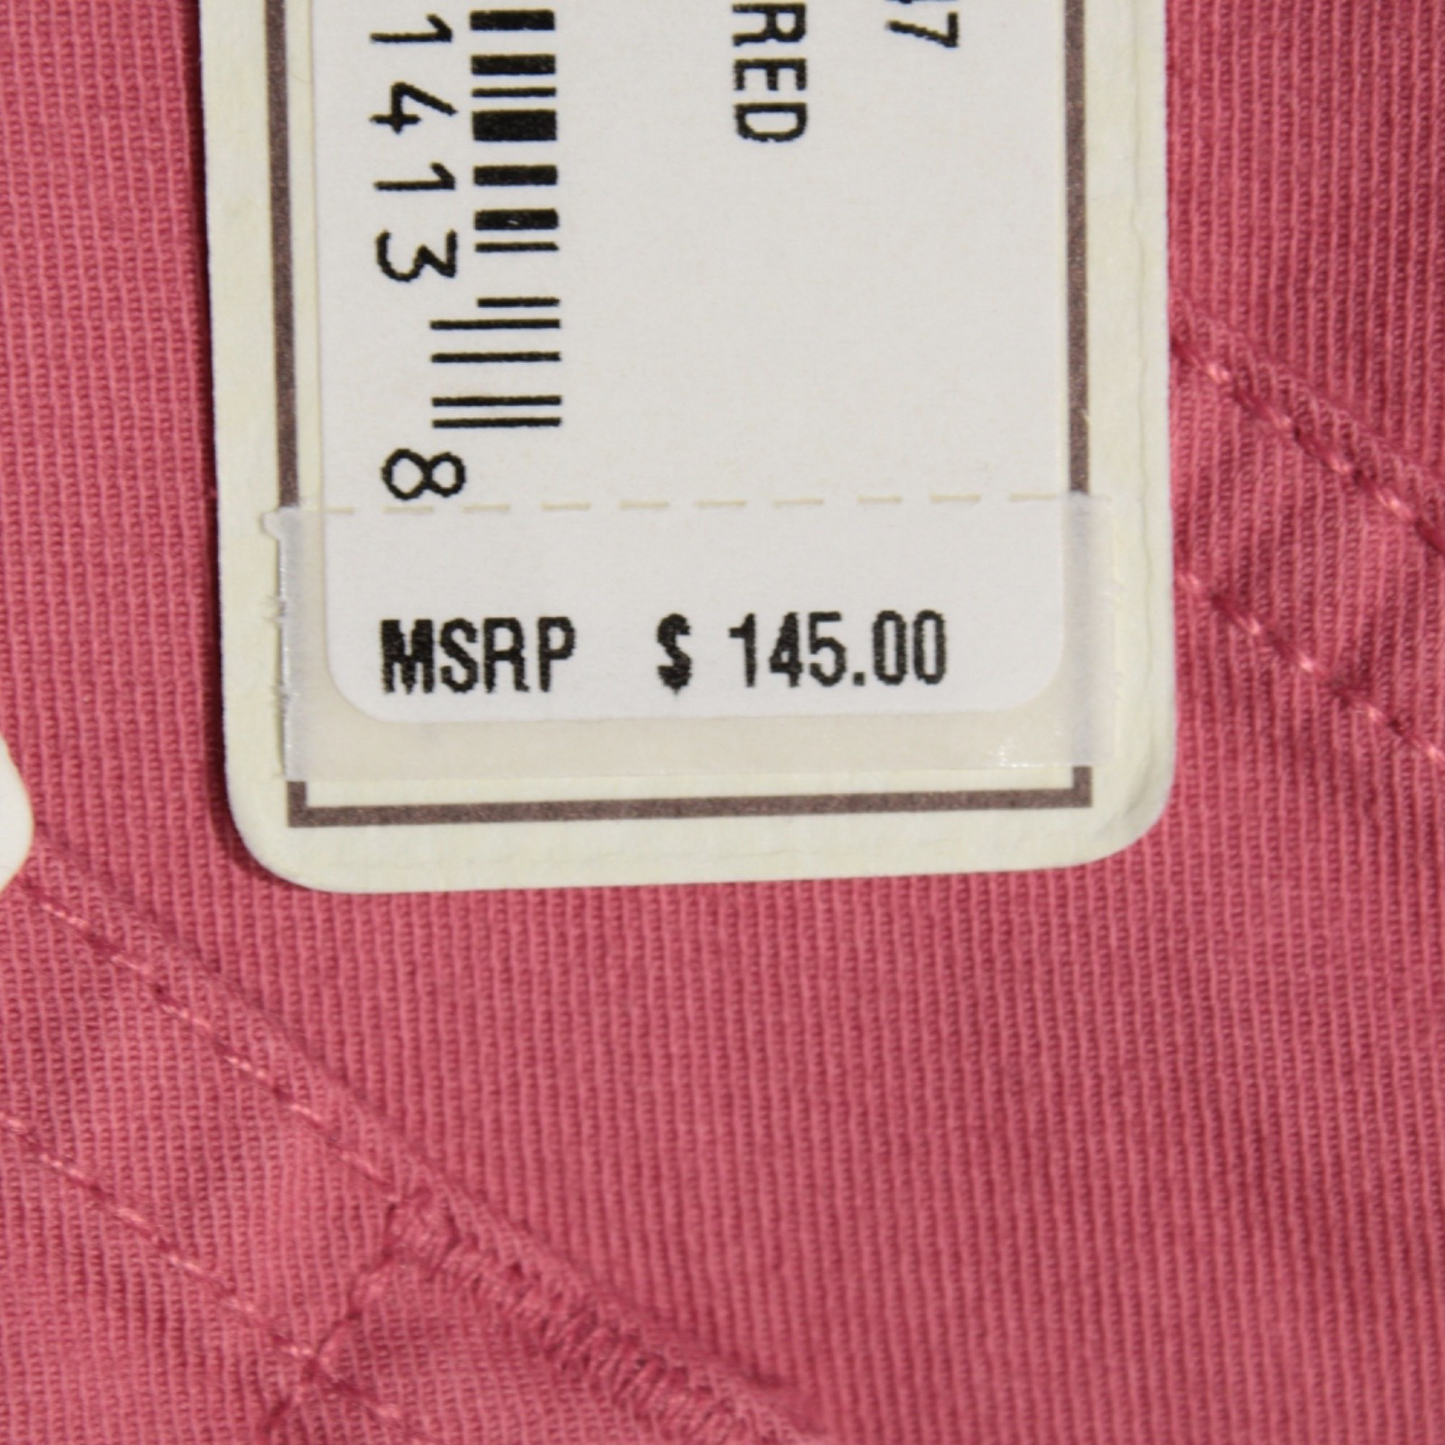 RED
1413 8
MSRP $ 145.00